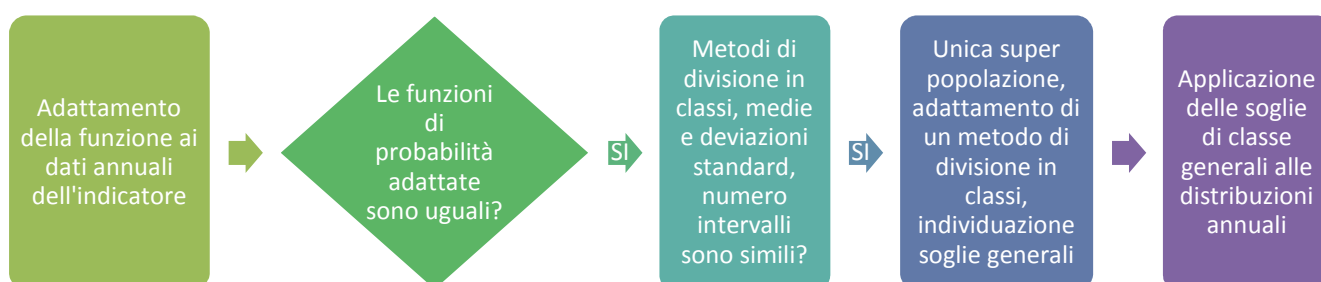 Adattamento
della funzione ai
dati annuali
dell'indicatore
Le funzioni
di
probabilità
adattate
sono uguali?
SÌ
Metodi di
divisione in
classi, medie
e deviazioni
standard,
numero
intervalli
sono simili?
SÌ
Unica super
popolazione,
adattamento di
un metodo di
divisione in
classi,
individuazione
soglie generali
Applicazione
delle soglie
di classe
generali alle
distribuzioni
annuali